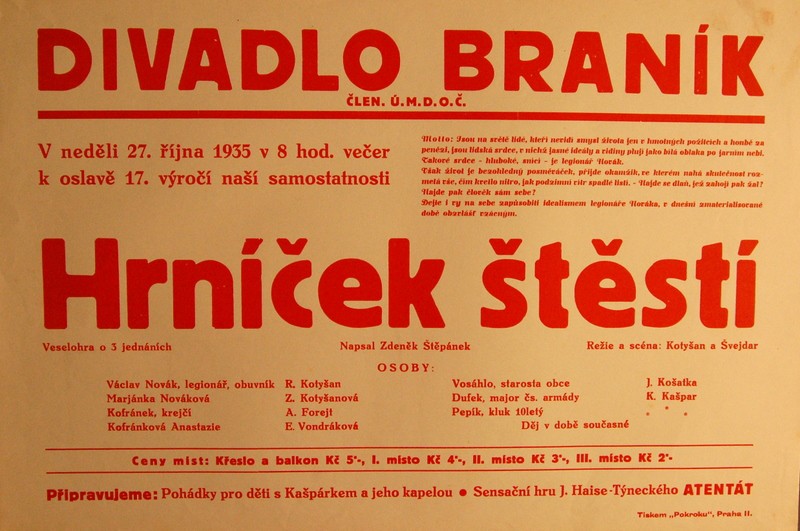 DIVADLO BRANÍK
ČLEN. Ú.M.D.O.Č.
V neděli 27. října 1935 v 8 hod. večer
k oslavě 17. výročí naší samostatnosti
Motto: Jsou na světě lidé, kteří nevidí smysl života jen v hmotných požitcích a honbě za
penězi, jsou lidská srdce, v nichž jasné ideály a vidiny plují jako bílá oblaka po jarním nebi.
Takové srdce - hluboké, snící - je legionář Novák.
Však život je bezohledný posměváček, přijde okamžik, ve kterém nahá skutečnost roz-
metá vše, čím kvetlo nitro, jak podzimní vítr spadlé listí. - Najde se dlaň, jež zahojí pak žal?
Najde pak člověk sám sebe?
Dejte i vy na sebe zapůsobiti idealismem legionáře Nováka, v dnešní zmaterialisované
době obzvlášť vzácným.
Hrníček štěstí
Veselohra o 3 jednáních Napsal Zdeněk Štěpánek Režie a scéna: Kotyšan a Švejdar
OSOBY:
Václav Novák, legionář, obuvník R. Kotyšan Vosáhlo, starosta obce J. Košatka
Marjánka Nováková Z. Kotyšanová Dufek, major čs. armády K. Kašpar
Kofránek, krejčí A. Forejt Pepík, kluk 10letý * * *
Kofránková Anastazie E. Vondráková Děj v době současné
Ceny míst: Křeslo a balkon Kč 5·-, I. místo Kč 4·-, II. místo Kč 3·-, III. místo Kč 2·-
Připravujeme: Pohádky pro děti s Kašpárkem a jeho kapelou ● Sensační hru J. Haise-Týneckého ATENTÁT
Tiskem „Pokroku", Praha II.